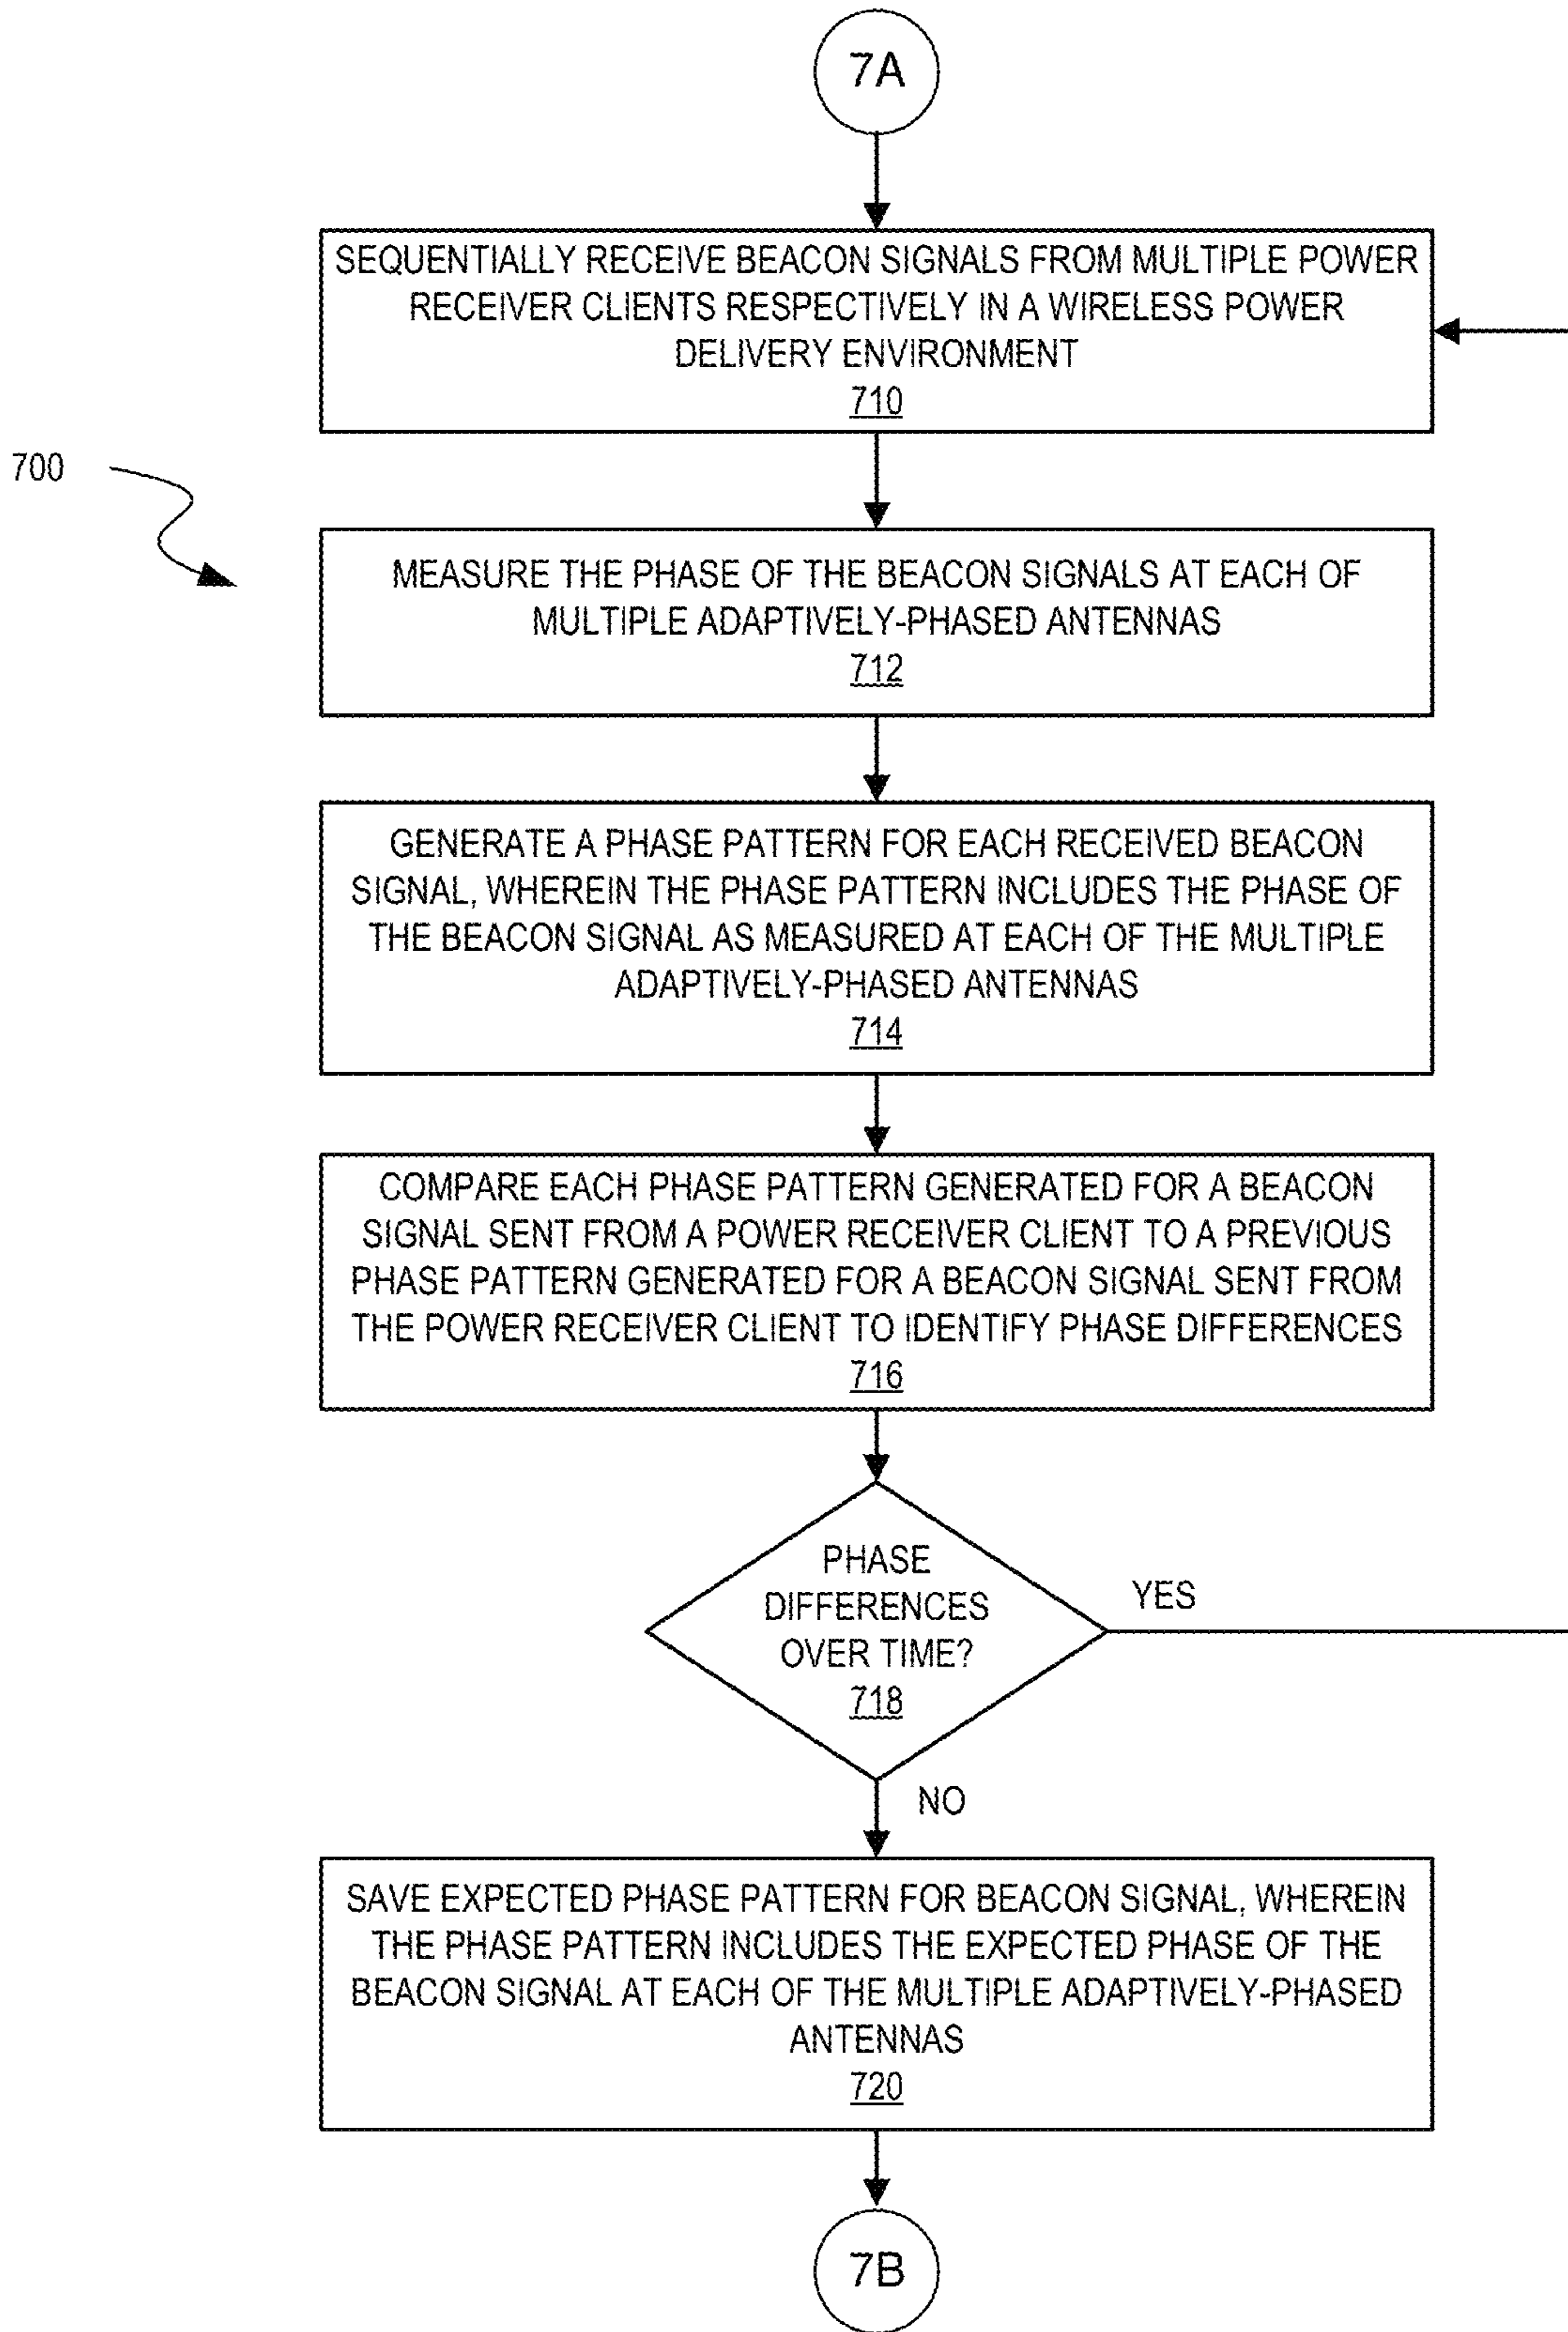 7A
SEQUENTIALLY RECEIVE BEACON SIGNALS FROM MULTIPLE POWER
RECEIVER CLIENTS RESPECTIVELY IN A WIRELESS POWER
DELIVERY ENVIRONMENT
710
700
MEASURE THE PHASE OF THE BEACON SIGNALS AT EACH OF
MULTIPLE ADAPTIVELY-PHASED ANTENNAS
712
GENERATE A PHASE PATTERN FOR EACH RECEIVED BEACON
SIGNAL, WHEREIN THE PHASE PATTERN INCLUDES THE PHASE OF
THE BEACON SIGNAL AS MEASURED AT EACH OF THE MULTIPLE
ADAPTIVELY-PHASED ANTENNAS
714
COMPARE EACH PHASE PATTERN GENERATED FOR A BEACON
SIGNAL SENT FROM A POWER RECEIVER CLIENT TO A PREVIOUS
PHASE PATTERN GENERATED FOR A BEACON SIGNAL SENT FROM
THE POWER RECEIVER CLIENT TO IDENTIFY PHASE DIFFERENCES
716
PHASE
DIFFERENCES
OVER TIME?
718
YES
NO
SAVE EXPECTED PHASE PATTERN FOR BEACON SIGNAL, WHEREIN
THE PHASE PATTERN INCLUDES THE EXPECTED PHASE OF THE
BEACON SIGNAL AT EACH OF THE MULTIPLE ADAPTIVELY-PHASED
ANTENNAS
720
7B